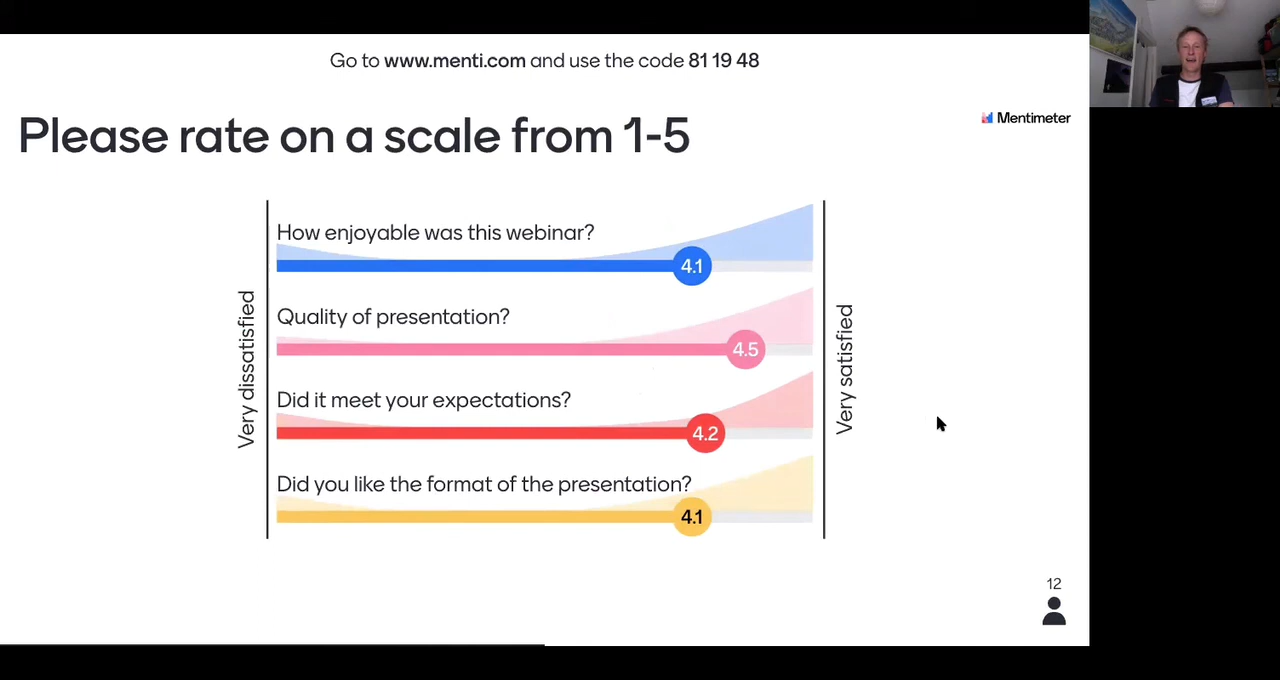 Go to www.menti.com and use the code 81 19 48
Mentimeter
Please rate on a scale from 1-5
Very dissatisfied
How enjoyable was this webinar?
4.1
Quality of presentation?
4.5
Did it meet your expectations?
4.2
Did you like the format of the presentation?
4.1
Very satisfied
12